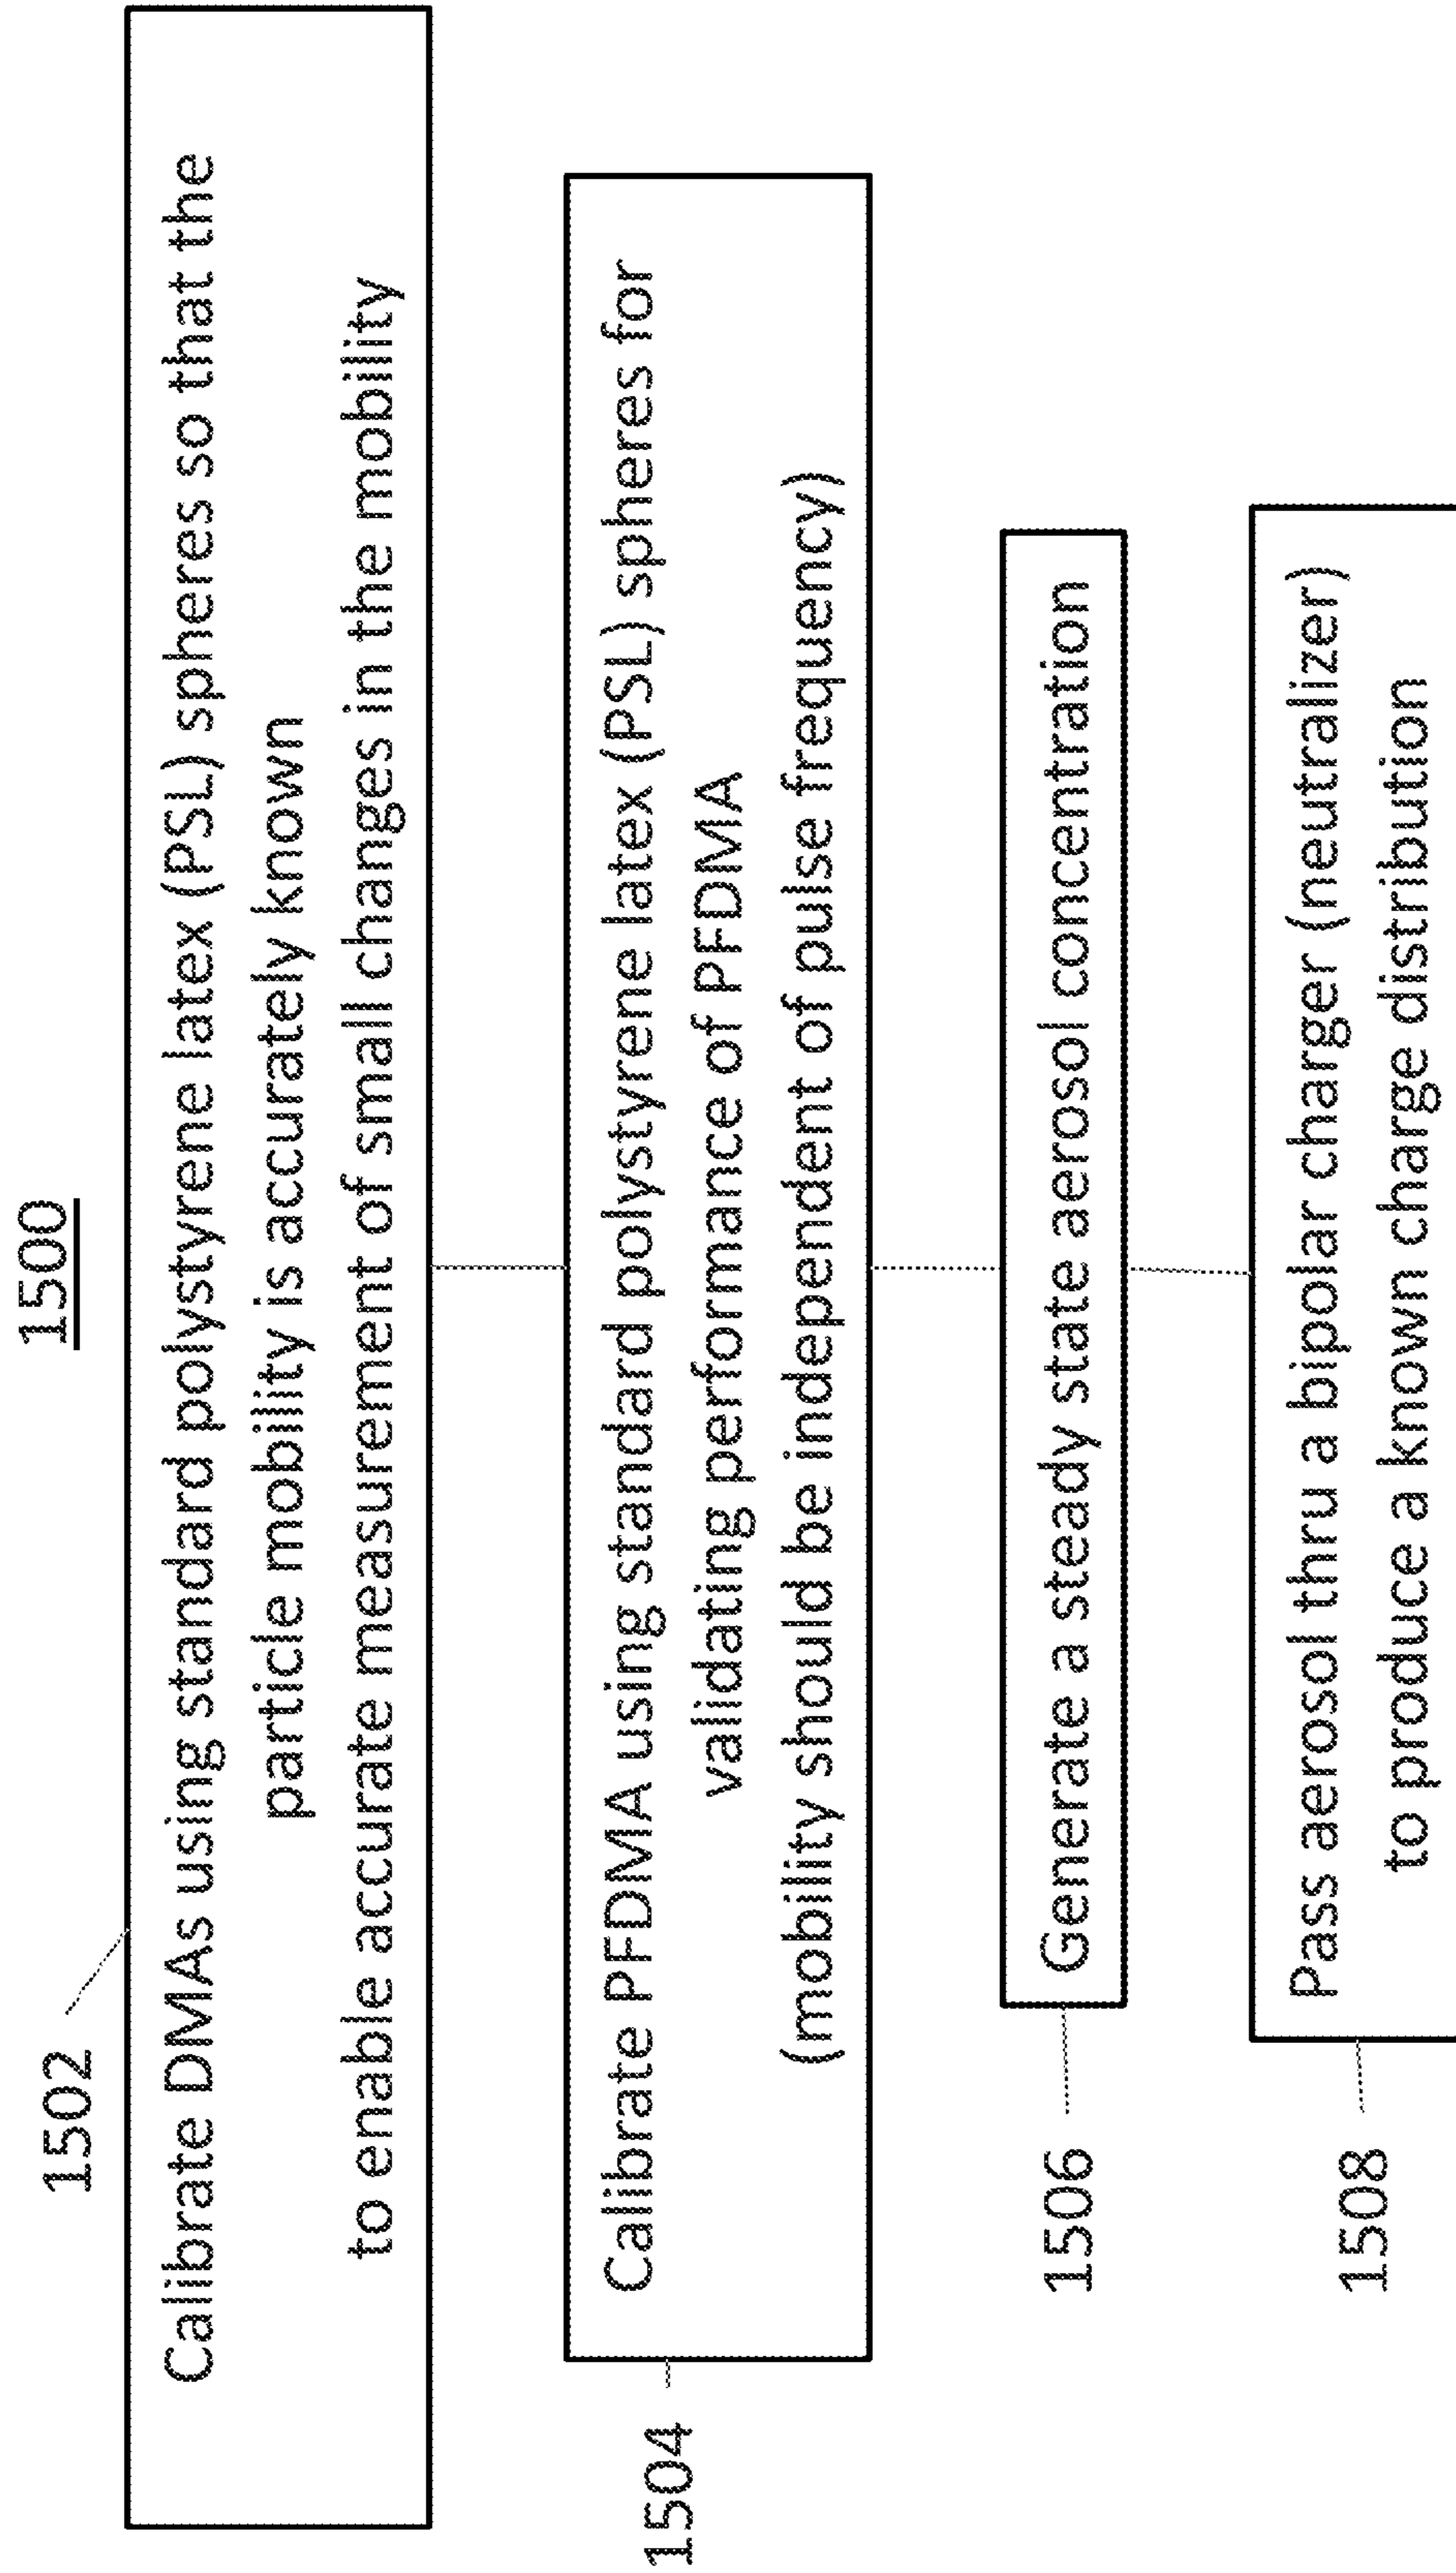 1500
1502
Calibrate DMAs using standard polystyrene latex (PSL) spheres so that the
particle mobility is accurately known
to enable accurate measurement of small changes in the mobility
1504
Calibrate PFDMA using standard polystyrene latex (PSL) spheres for
validating performance of PFDMA
(mobility should be independent of pulse frequency)
1506
Generate a steady state aerosol concentration
1508
Pass aerosol thru a bipolar charger (neutralizer)
to produce a known charge distribution